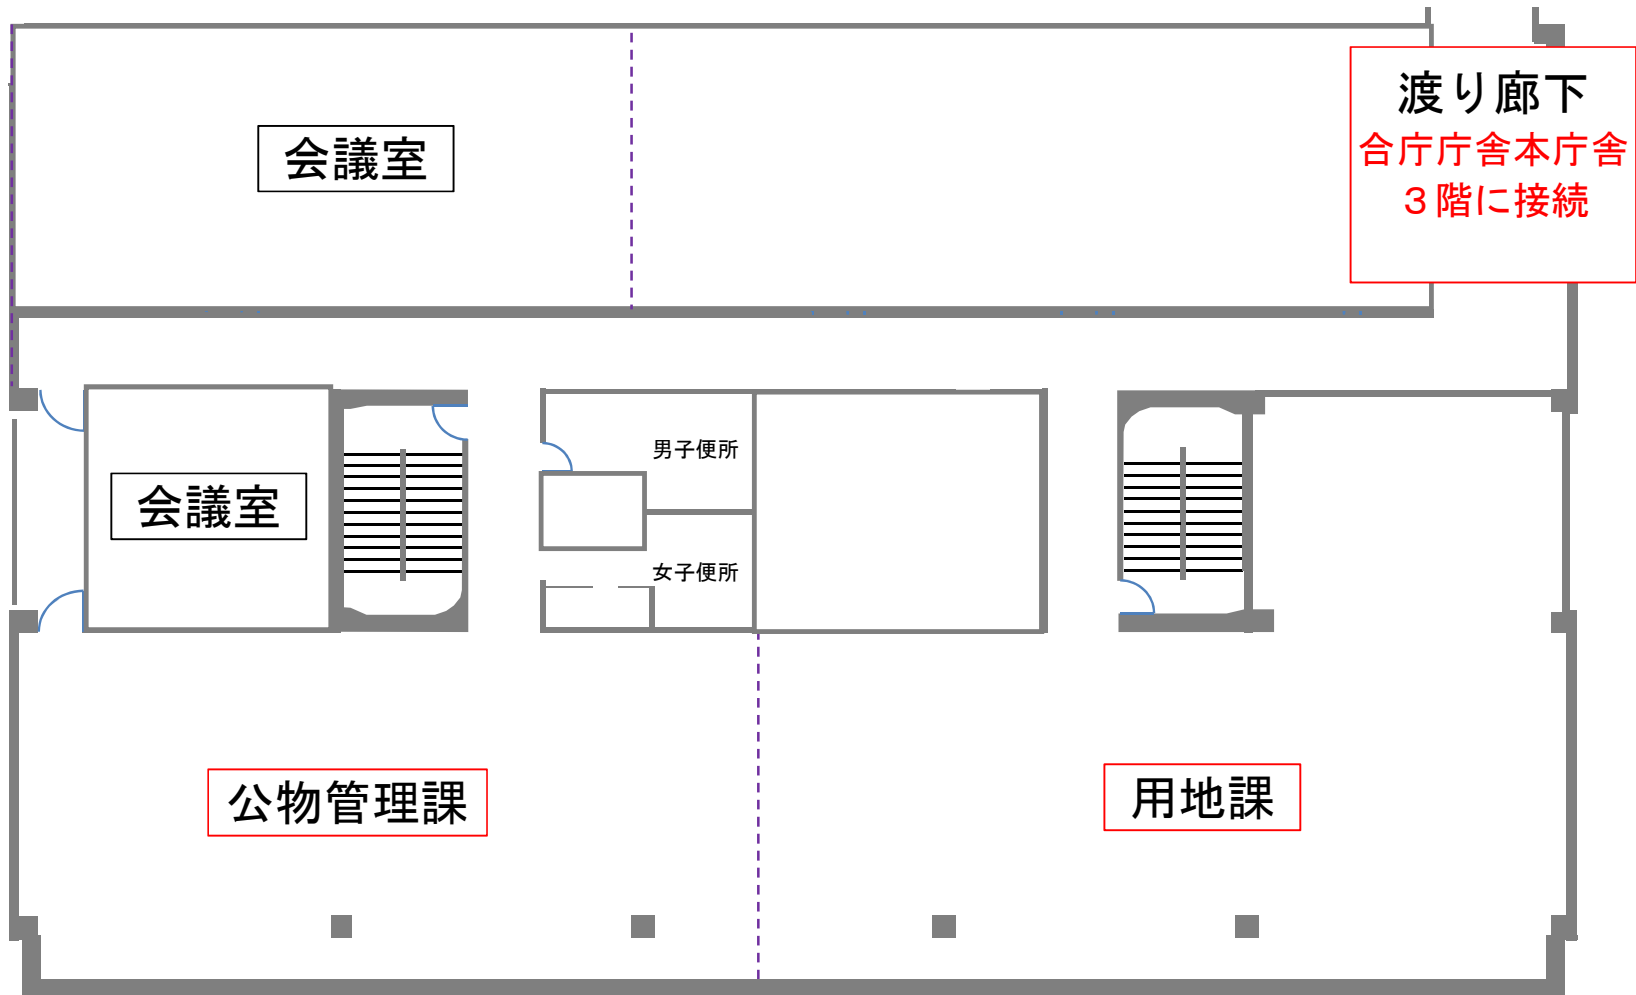 渡り廊下
合庁庁舎本庁舎
３階に接続
会議室
男子便所
会議室
女子便所
公物管理課
用地課